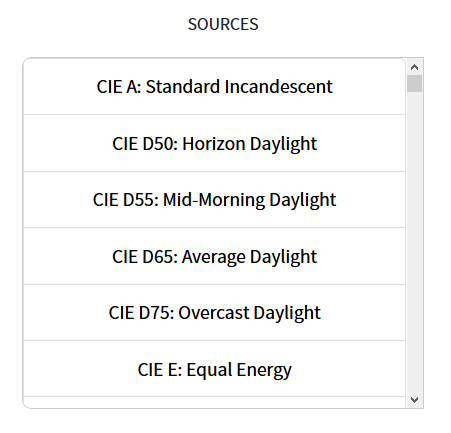 SOURCES
CIE A: Standard Incandescent
CIE D50: Horizon Daylight
CIE D55: Mid-Morning Daylight
CIE D65: Average Daylight
CIE D75: Overcast Daylight
CIE E: Equal Energy